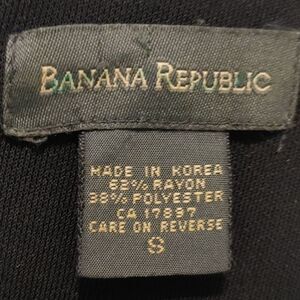 BANANA REPUBLIC
MADE IN KOREA
62% RAYON
38% POLYESTER
CA 17897
CARE ON REVERSE
S